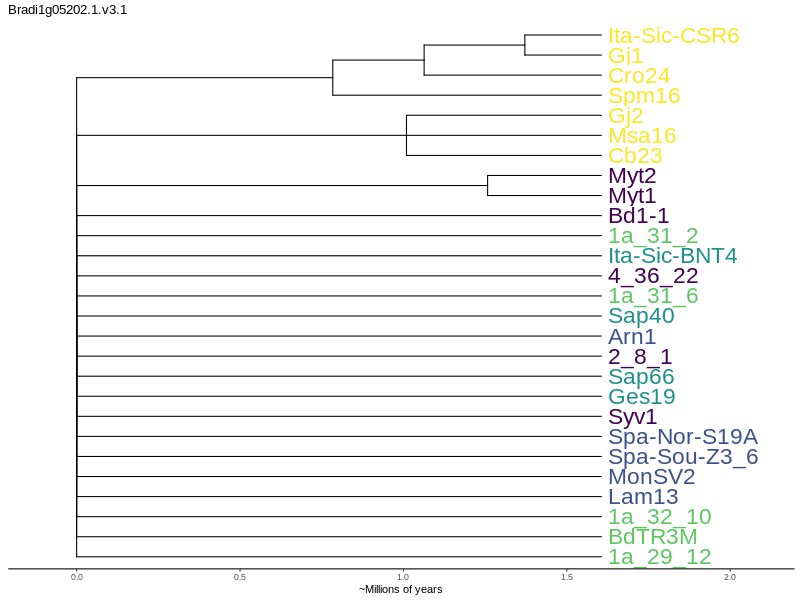 Bradi1g05202.1.v3.1
Ita-Sic-CSR6
Gj1
Cro24
Spm16
Gj2
Msa16
Cb23
Myt2
Myt1
Bd1-1
1a_31_2
Ita-Sic-BNT4
4_36_22
1a_31_6
Sap40
Arn1
2_8_1
Sap66
Ges19
Syv1
Spa-Nor-S19A
Spa-Sou-Z3_6
MonSV2
Lam13
1a_32_10
BdTR3M
1a_29_12
0.0 0.5 1.0 1.5 2.0
~Millions of years